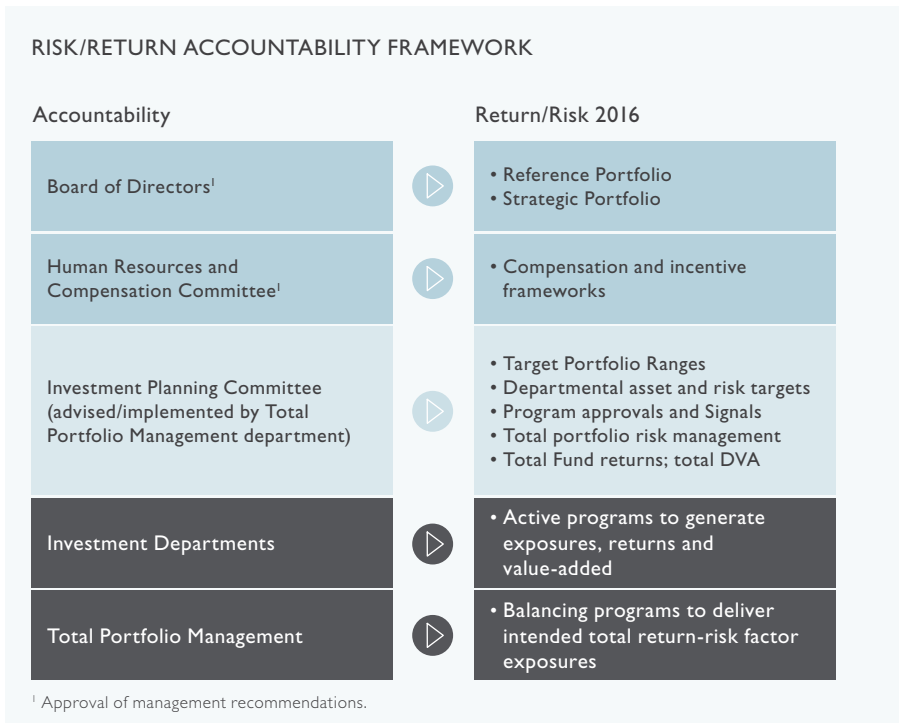 RISK/RETURN ACCOUNTABILITY FRAMEWORK
Accountability
Return/Risk 2016
Board of Directors¹
• Reference Portfolio
• Strategic Portfolio
Human Resources and
Compensation Committee¹
• Compensation and incentive
frameworks
Investment Planning Committee
(advised/implemented by Total
Portfolio Management department)
• Target Portfolio Ranges
• Departmental asset and risk targets
• Program approvals and Signals
• Total portfolio risk management
• Total Fund returns; total DVA
Investment Departments
• Active programs to generate
exposures, returns and
value-added
Total Portfolio Management
• Balancing programs to deliver
intended total return-risk factor
exposures
¹ Approval of management recommendations.